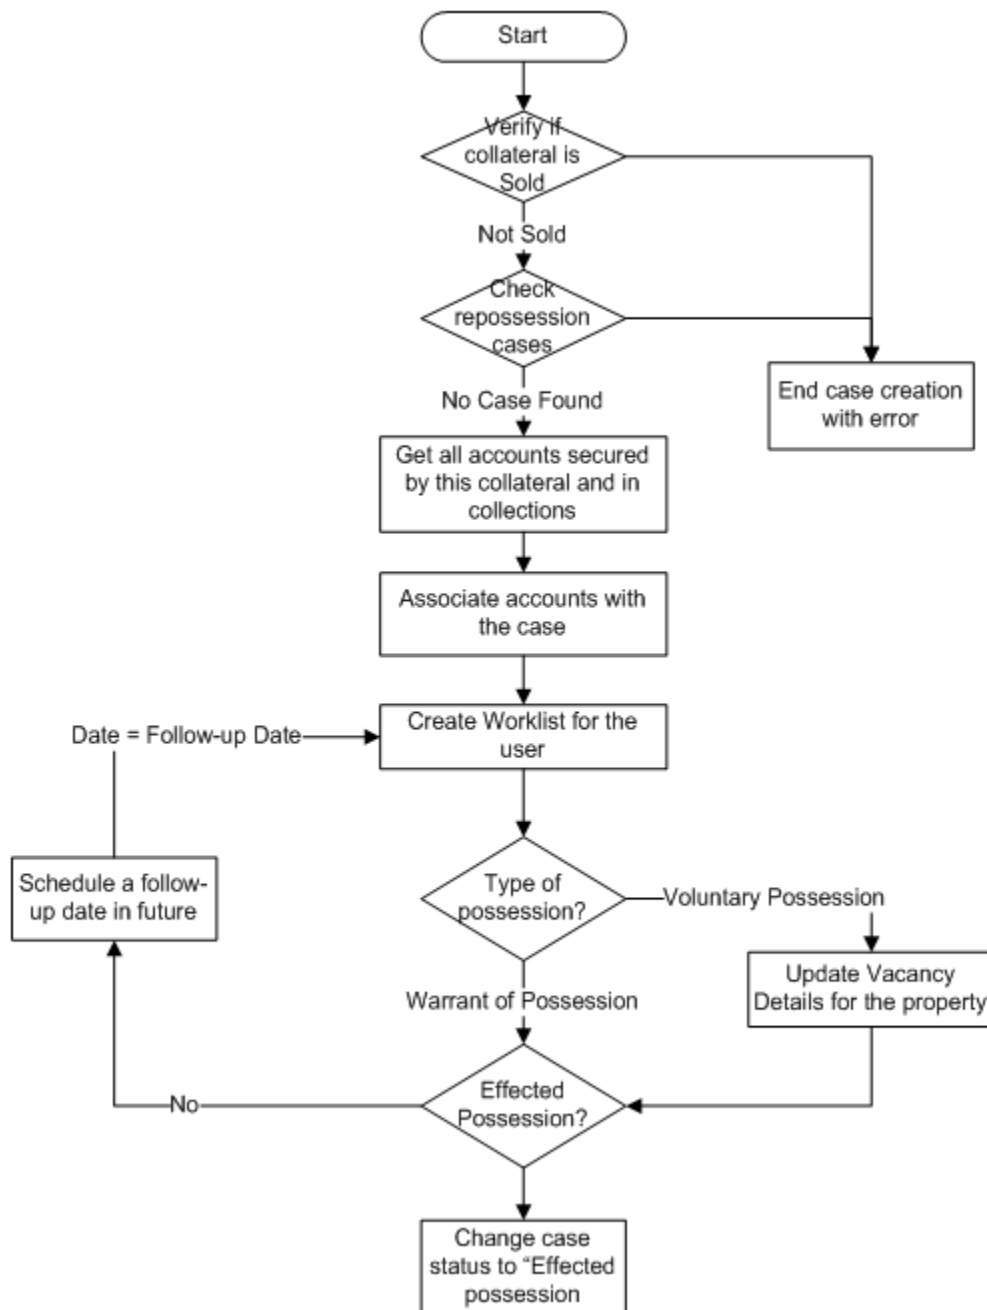 Start
Verify if
collateral is
Sold
Not Sold
Check
repossession
cases
End case creation
with error
No Case Found
Get all accounts secured
by this collateral and in
collections
Associate accounts with
the case
Create Worklist for the
user
Date = Follow-up Date
Schedule a follow-
up date in future
Type of
possession?
Voluntary Possession
Update Vacancy
Details for the property
Warrant of Possession
Effected
Possession?
No
Change case
status to “Effected
possession